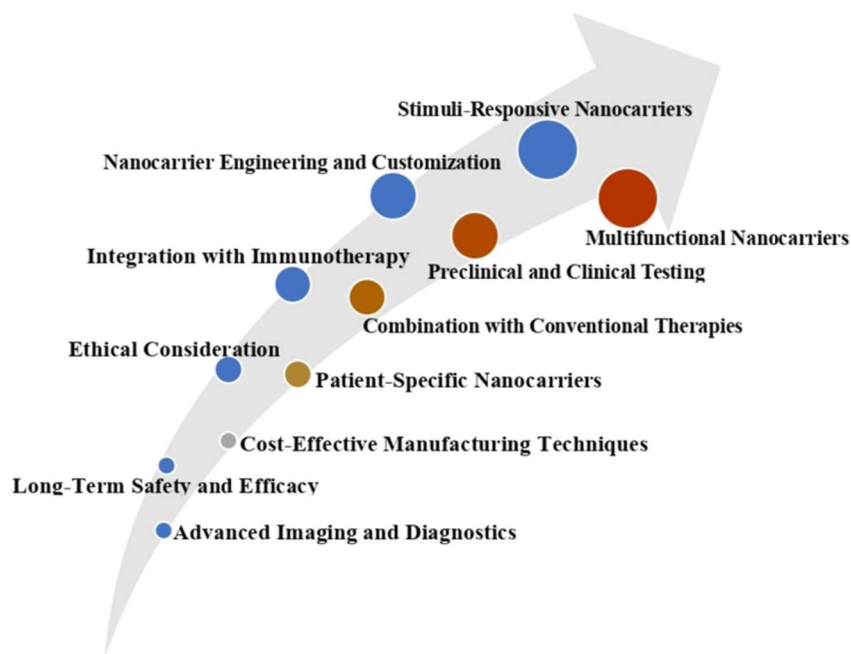 Stimuli-Responsive Nanocarriers
Nanocarrier Engineering and Customization
Multifunctional Nanocarriers
Integration with Immunotherapy
Preclinical and Clinical Testing
Combination with Conventional Therapies
Ethical Consideration
Patient-Specific Nanocarriers
Cost-Effective Manufacturing Techniques
Long-Term Safety and Efficacy
Advanced Imaging and Diagnostics